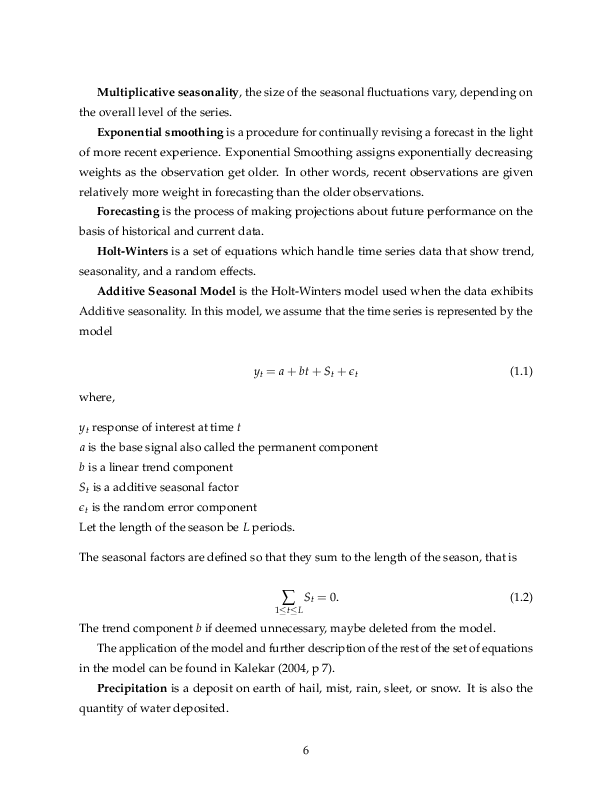 Multiplicative seasonality, the size of the seasonal fluctuations vary, depending on
the overall level of the series.
Exponential smoothing is a procedure for continually revising a forecast in the light
of more recent experience. Exponential Smoothing assigns exponentially decreasing
weights as the observation get older. In other words, recent observations are given
relatively more weight in forecasting than the older observations.
Forecasting is the process of making projections about future performance on the
basis of historical and current data.
Holt-Winters is a set of equations which handle time series data that show trend,
seasonality, and a random effects.
Additive Seasonal Model is the Holt-Winters model used when the data exhibits
Additive seasonality. In this model, we assume that the time series is represented by the
model
yₜ = a + bt + Sₜ + ϵₜ (1.1)
where,
yₜ response of interest at time t
a is the base signal also called the permanent component
b is a linear trend component
Sₜ is a additive seasonal factor
ϵₜ is the random error component
Let the length of the season be L periods.
The seasonal factors are defined so that they sum to the length of the season, that is
∑ Sₜ = 0. (1.2)
1≤t≤L
The trend component b if deemed unnecessary, maybe deleted from the model.
The application of the model and further description of the rest of the set of equations
in the model can be found in Kalekar (2004, p 7).
Precipitation is a deposit on earth of hail, mist, rain, sleet, or snow. It is also the
quantity of water deposited.
6